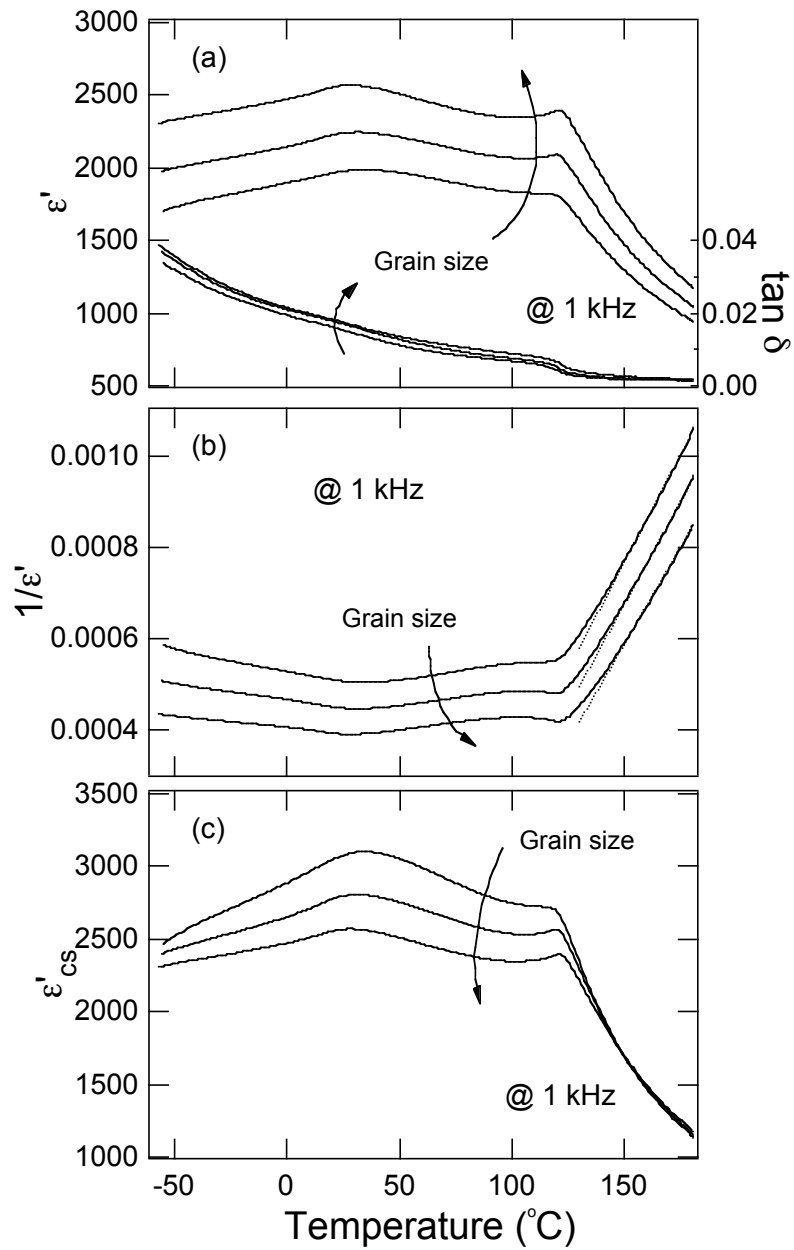 3000
(a)
2500
2000
ε'
1500
0.04
Grain size
tan δ
1000
@ 1 kHz
0.02
500
0.00
(b)
0.0010
@ 1 kHz
0.0008
1/ε'
Grain size
0.0006
0.0004
3500
(c)
Grain size
3000
2500
ε'cs
2000
1500
@ 1 kHz
1000
-50 0 50 100 150
Temperature (°C)